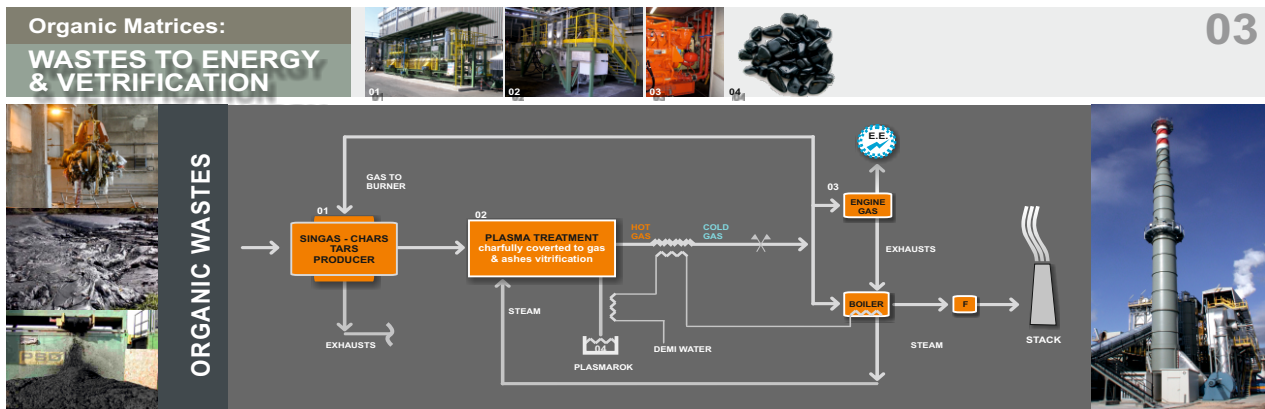 Organic Matrices:
WASTES TO ENERGY
& VETRIFICATION
01
02
03
04
03
ORGANIC WASTES
GAS TO
BURNER
01
SINGAS - CHARS
TARS
PRODUCER
EXHAUSTS
02
PLASMA TREATMENT
charfully coverted to gas
& ashes vitrification
HOT
GAS
COLD
GAS
STEAM
04
PLASMAROK
DEMI WATER
E.E.
03
ENGINE
GAS
EXHAUSTS
BOILER
F
STEAM
STACK